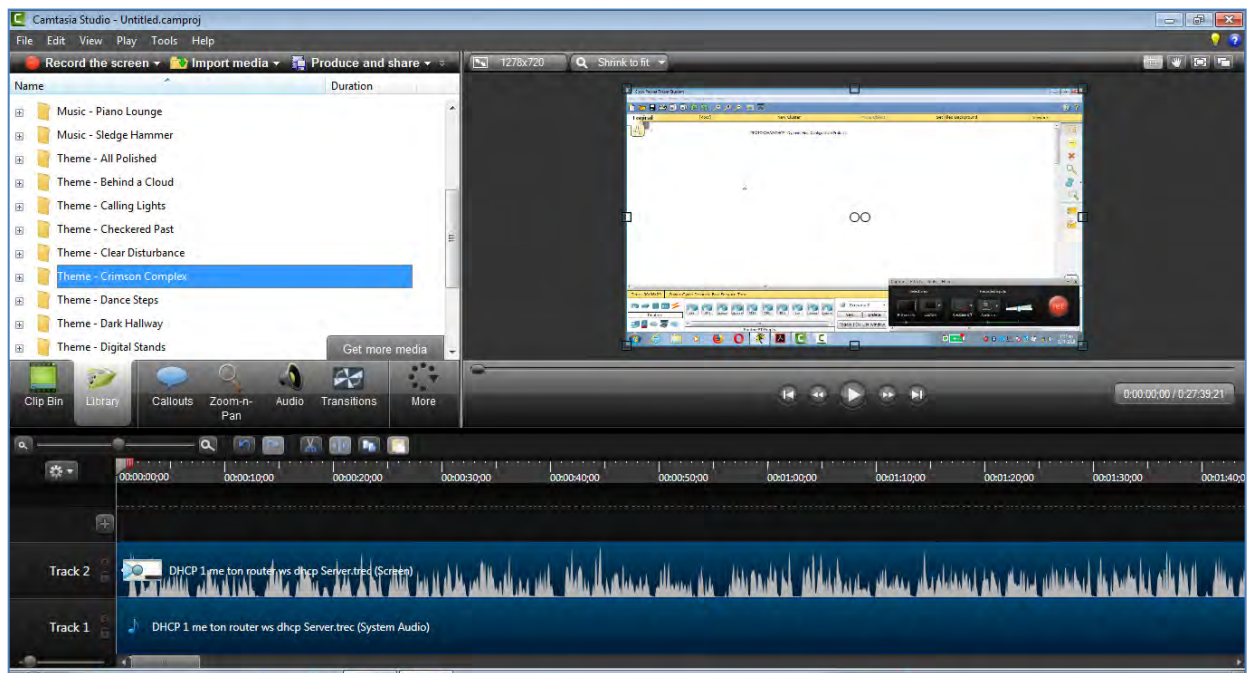 Camtasia Studio - Untitled.camproj
File Edit View Play Tools Help
Record the screen Import media Produce and share
1278x720 Shrink to fit
Name Duration
Music - Piano Lounge
Music - Sledge Hammer
Theme - All Polished
Theme - Behind a Cloud
Theme - Calling Lights
Theme - Checkered Past
Theme - Clear Disturbance
Theme - Crimson Complex
Theme - Dance Steps
Theme - Dark Hallway
Theme - Digital Stands
Get more media
Clip Bin Library Callouts Zoom-n-Pan Audio Transitions More
0:00:00;00 / 0:27:39;21
00:00:00;00 00:00:10;00 00:00:20;00 00:00:30;00 00:00:40;00 00:00:50;00 00:01:00;00 00:01:10;00 00:01:20;00 00:01:30;00 00:01:40;0
Track 2 DHCP 1 me ton router ws dhcp Server.trec (Screen)
Track 1 DHCP 1 me ton router ws dhcp Server.trec (System Audio)